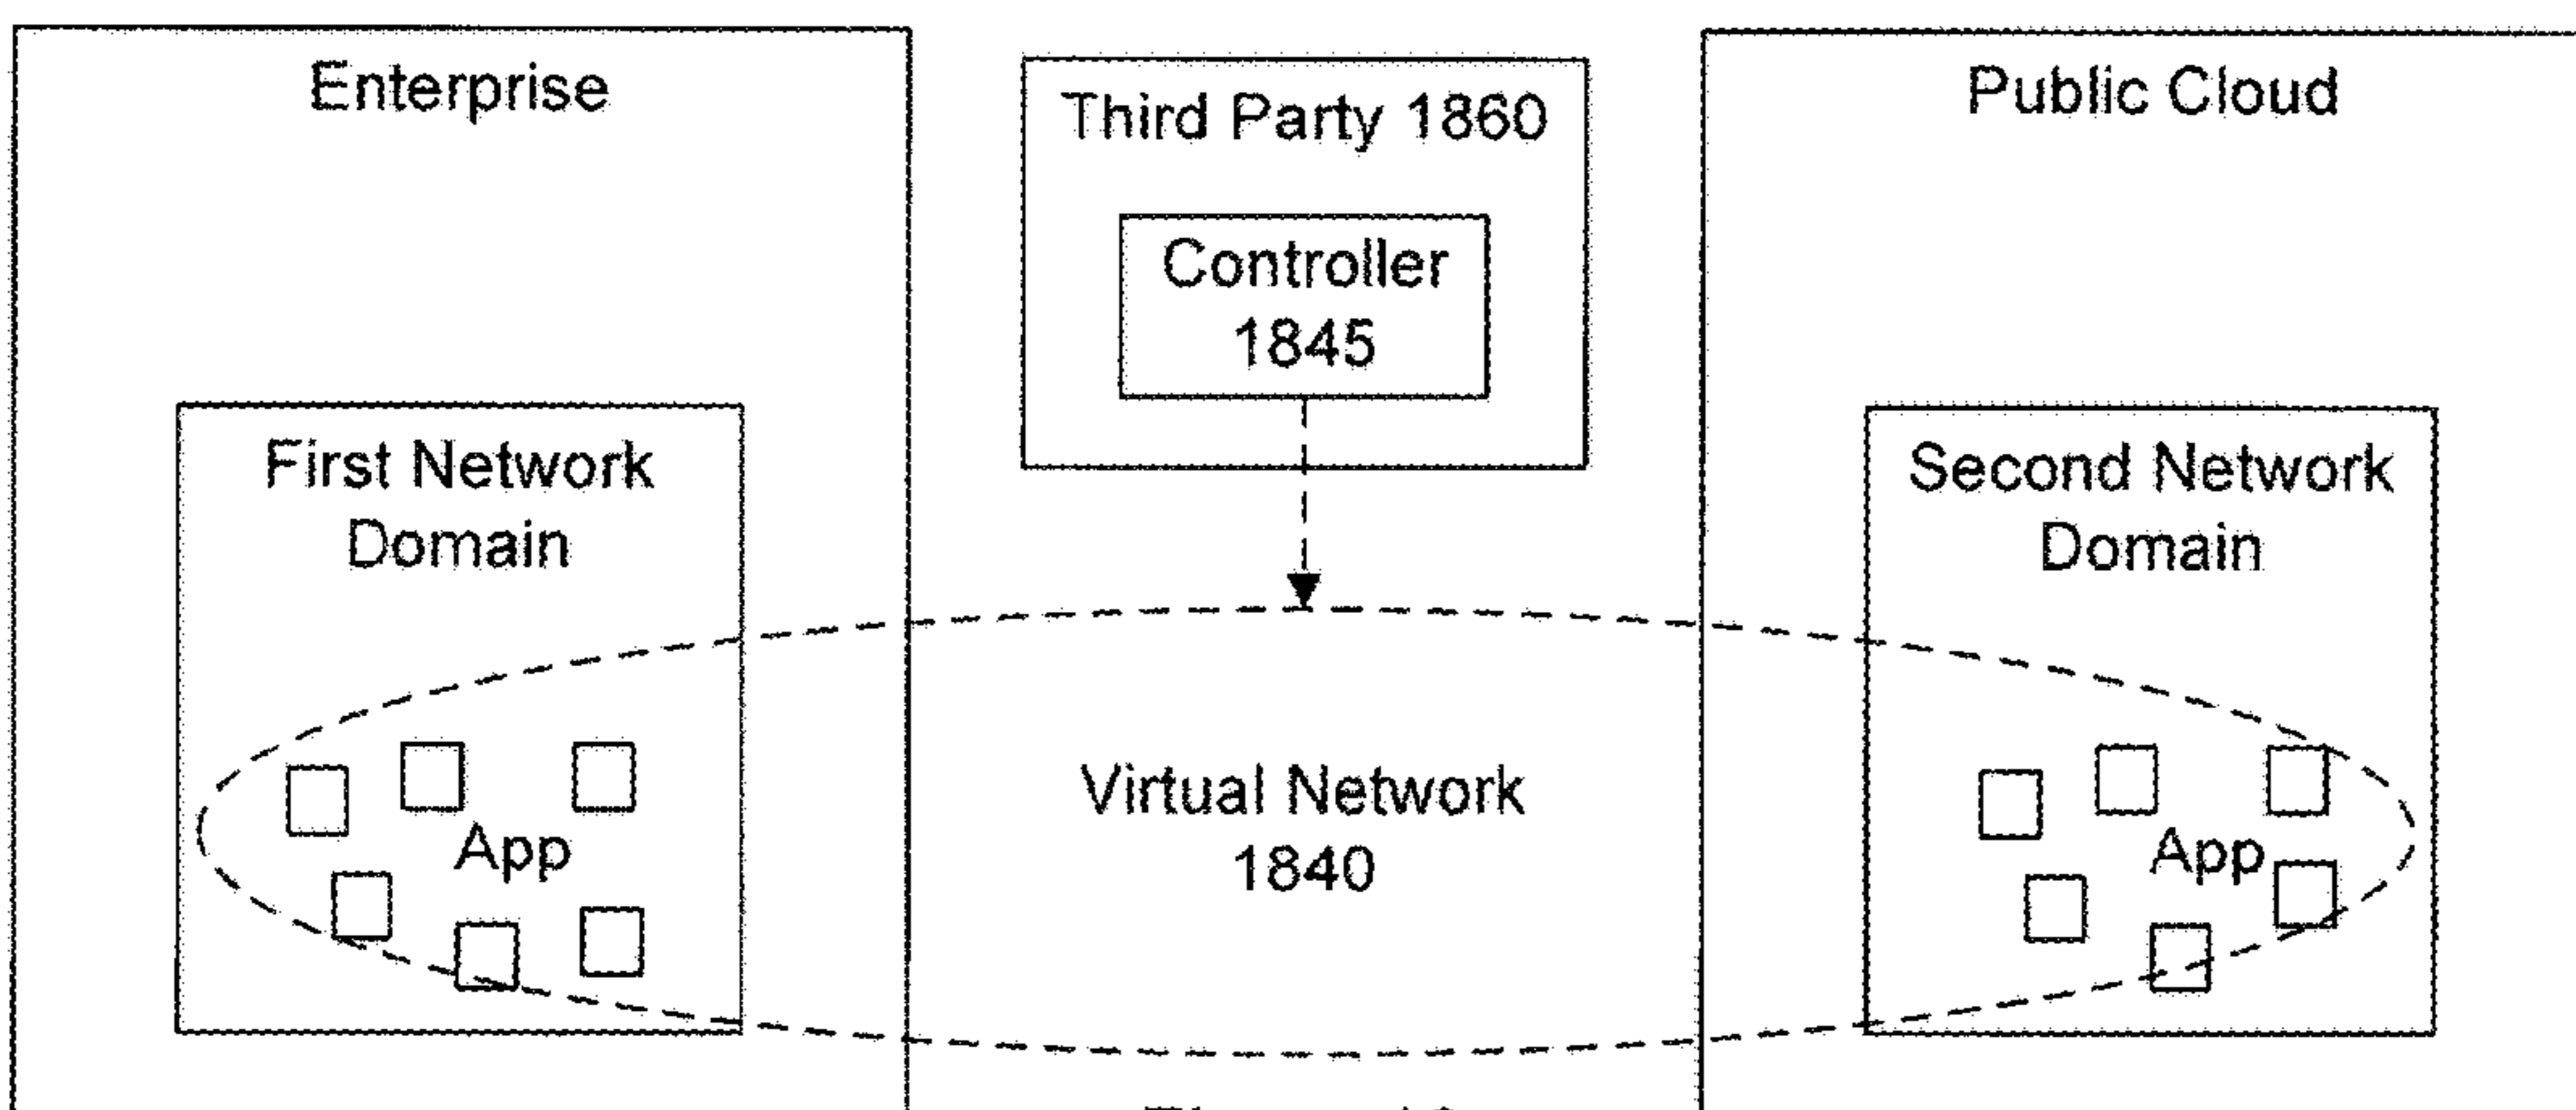 Enterprise
Third Party 1860
Public Cloud
Controller
1845
First Network
Domain
Second Network
Domain
Virtual Network
1840
App
App